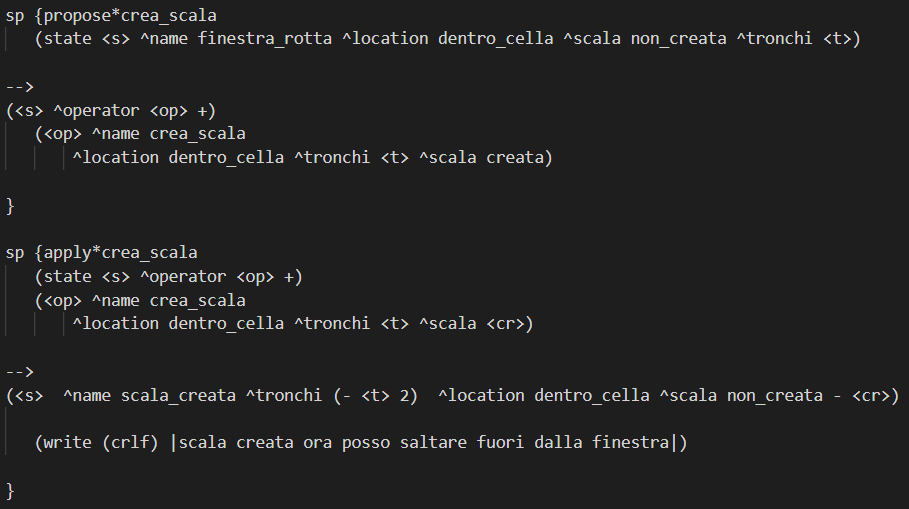 sp {propose*crea_scala
(state <s> ^name finestra_rotta ^location dentro_cella ^scala non_creata ^tronchi <t>)
-->
(<s> ^operator <op> +)
(<op> ^name crea_scala
^location dentro_cella ^tronchi <t> ^scala creata)
}
sp {apply*crea_scala
(state <s> ^operator <op> +)
(<op> ^name crea_scala
^location dentro_cella ^tronchi <t> ^scala <cr>)
-->
(<s>  ^name scala_creata ^tronchi (- <t> 2)  ^location dentro_cella ^scala non_creata - <cr>)
(write (crlf) |scala creata ora posso saltare fuori dalla finestra|)
}